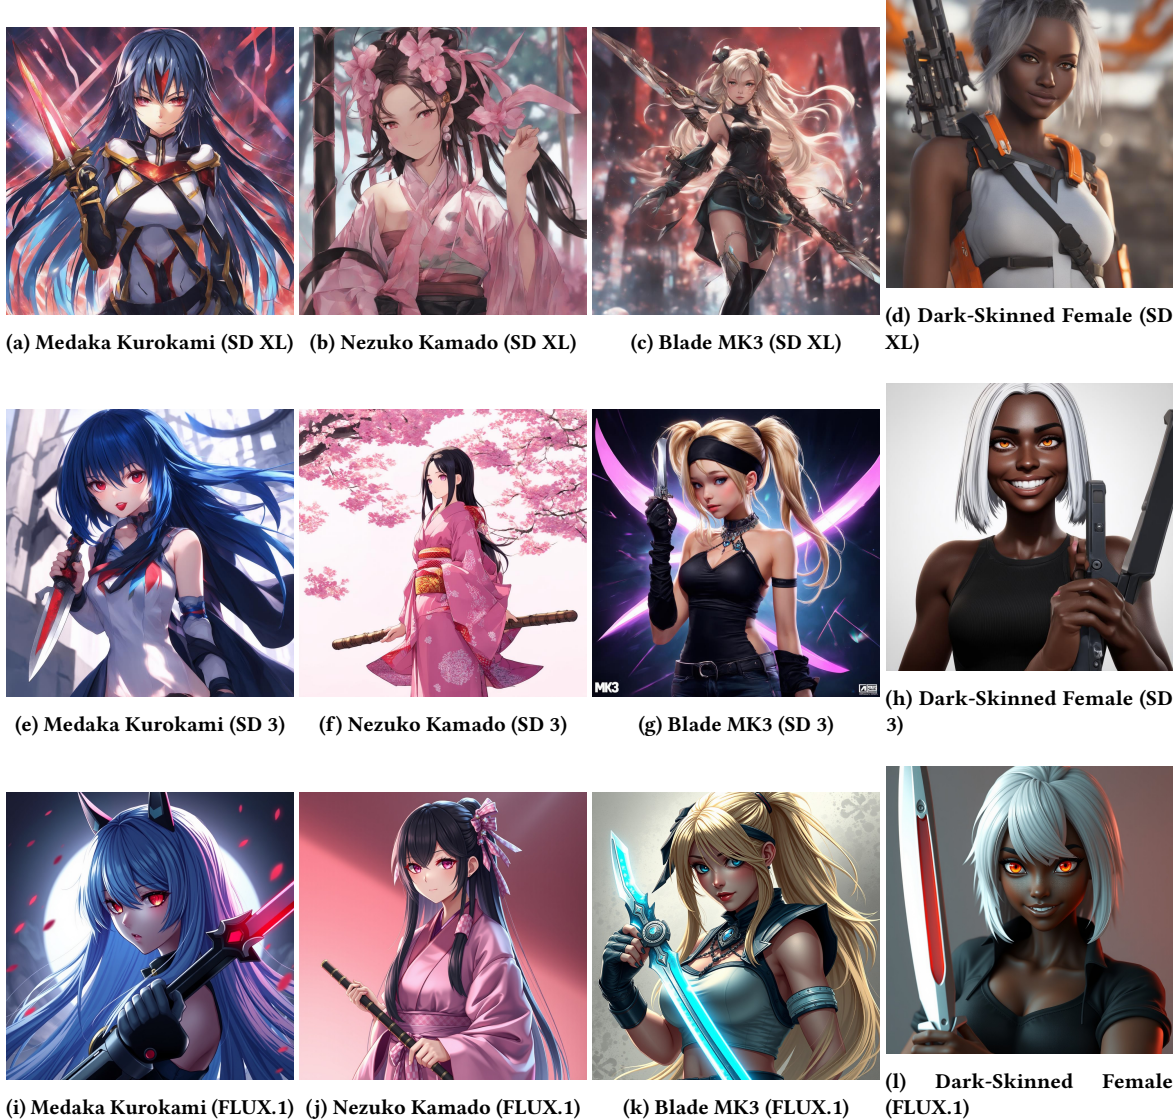 (a) Medaka Kurokami (SD XL)
(b) Nezuko Kamado (SD XL)
(c) Blade MK3 (SD XL)
(d) Dark-Skinned Female (SD
XL)
MK3
(e) Medaka Kurokami (SD 3)
(f) Nezuko Kamado (SD 3)
(g) Blade MK3 (SD 3)
(h) Dark-Skinned Female (SD
3)
(i) Medaka Kurokami (FLUX.1)
(j) Nezuko Kamado (FLUX.1)
(k) Blade MK3 (FLUX.1)
(l) Dark-Skinned Female
(FLUX.1)